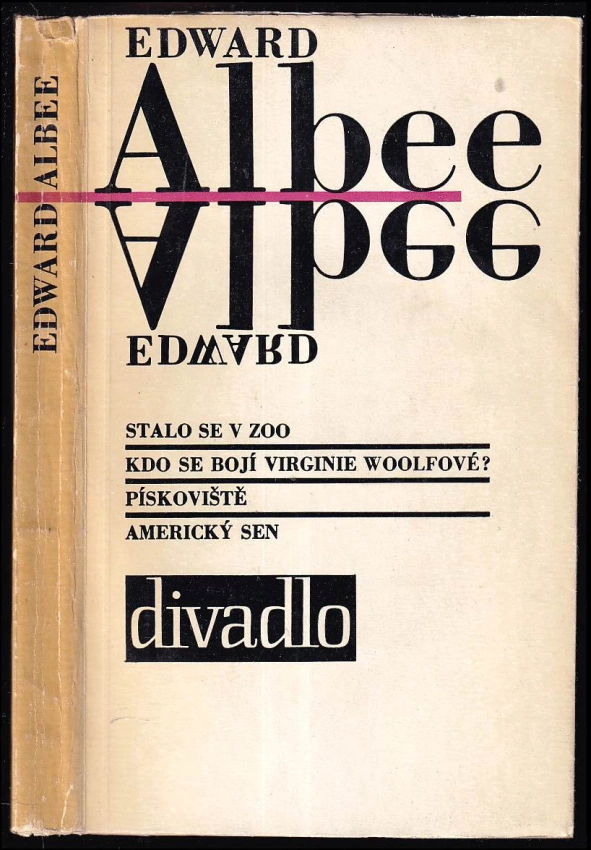 EDWARD ALBEE
EDWARD
Albee
Albee
EDWARD
STALO SE V ZOO
KDO SE BOJÍ VIRGINIE WOOLFOVÉ?
PÍSKOVIŠTĚ
AMERICKÝ SEN
divadlo